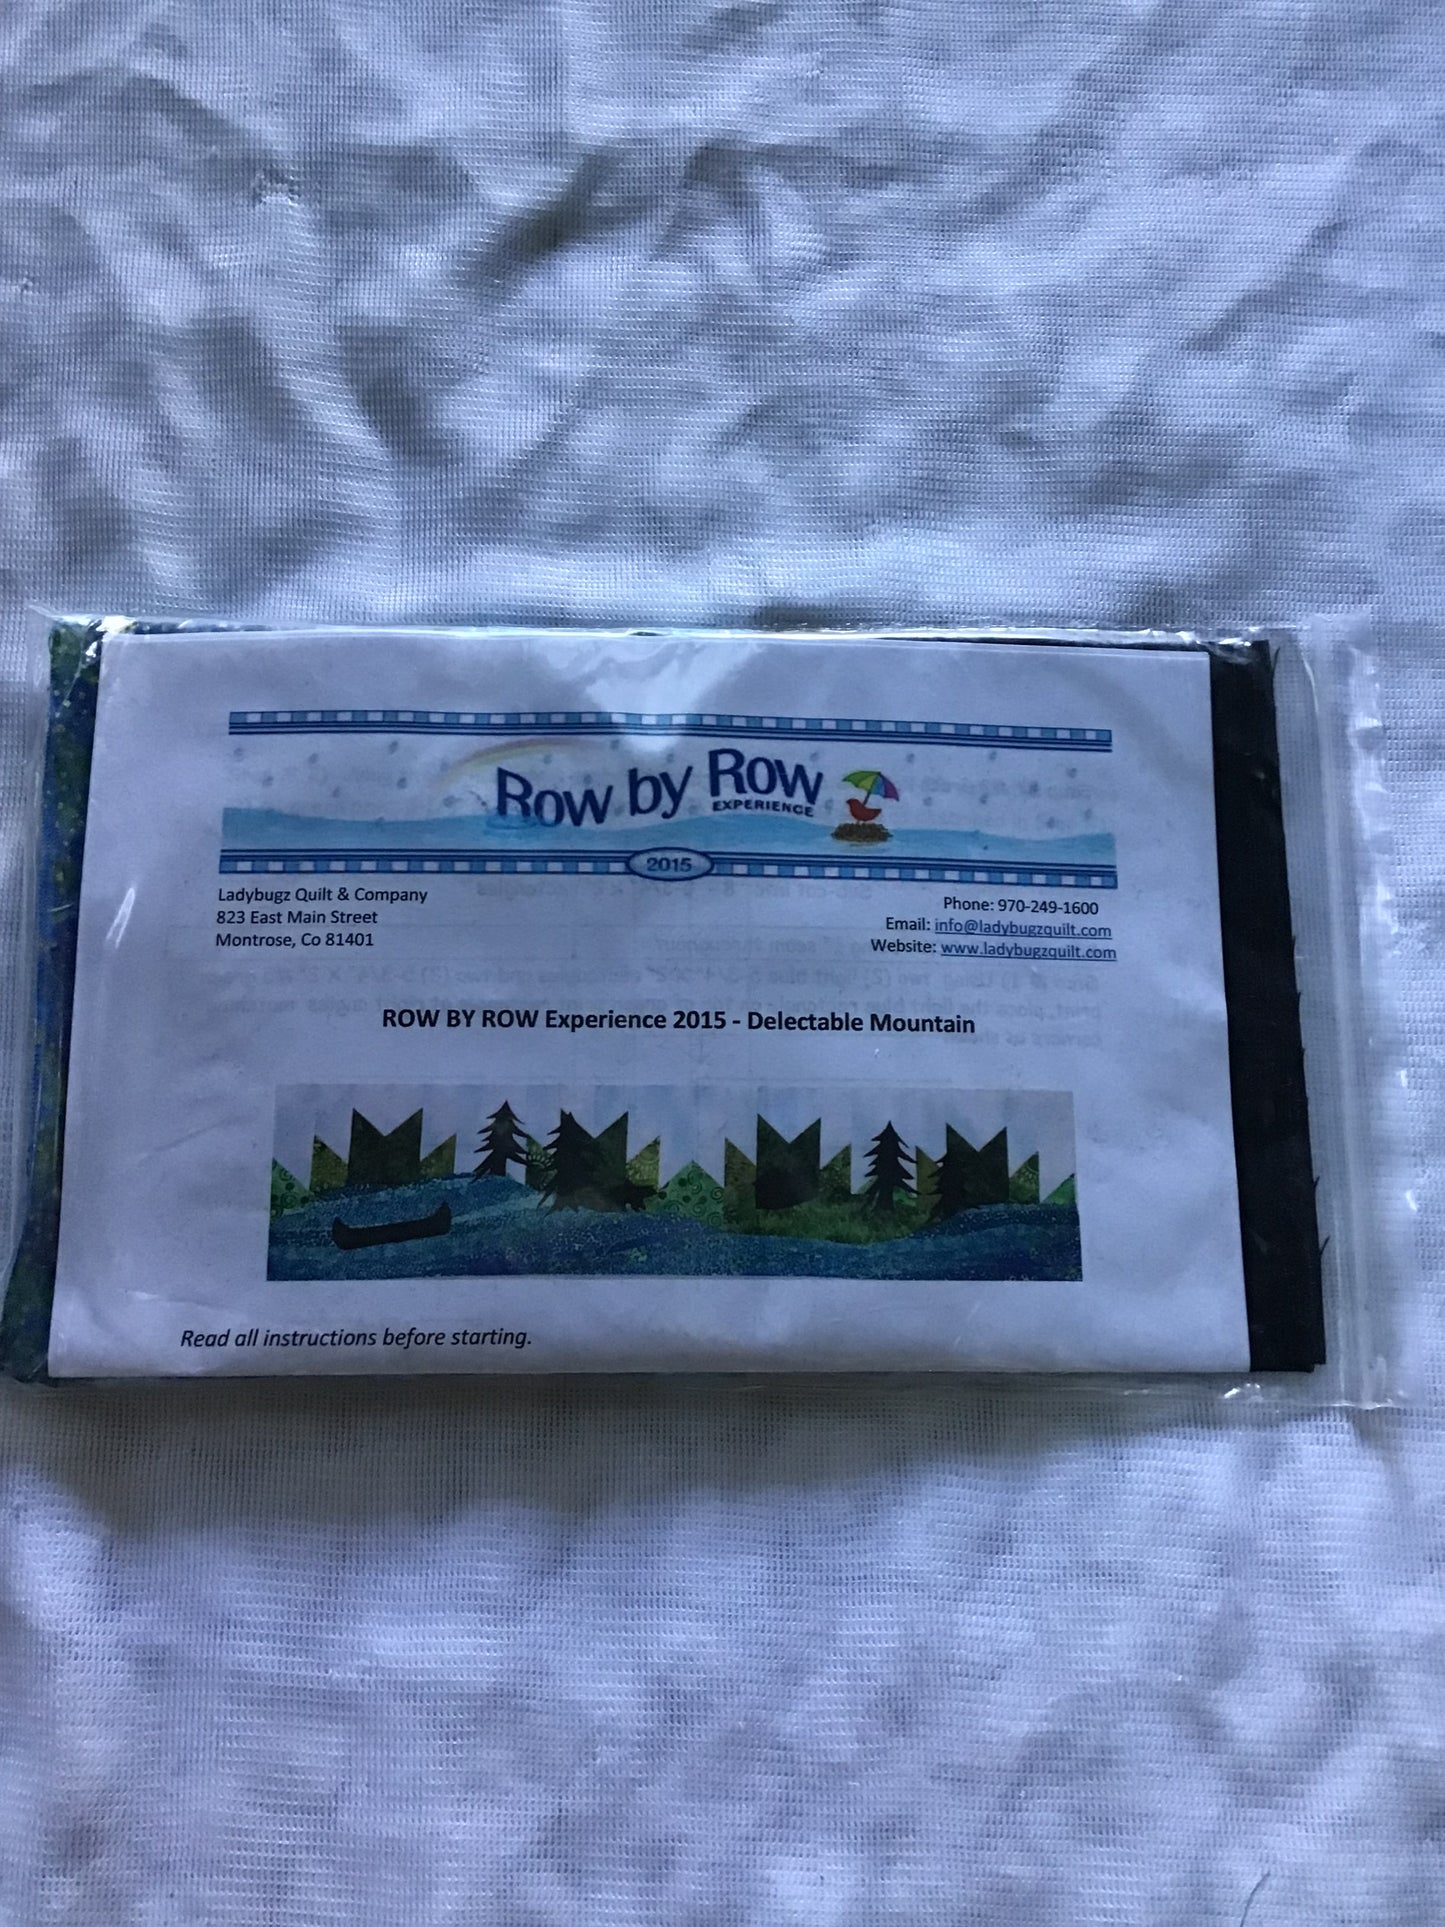 Row by Row
EXPERIENCE
2015
Ladybugz Quilt & Company
823 East Main Street
Montrose, Co 81401
Phone: 970-249-1600
Email: info@ladybugzquilt.com
Website: www.ladybugzquilt.com
ROW BY ROW Experience 2015 - Delectable Mountain
Read all instructions before starting.